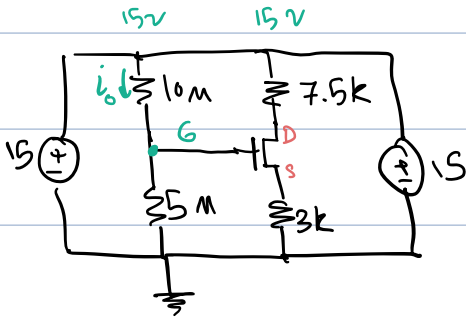 15V 15V
i₀↓ 10M 7.5k
G D
15 + − S + − 15
5M 3k